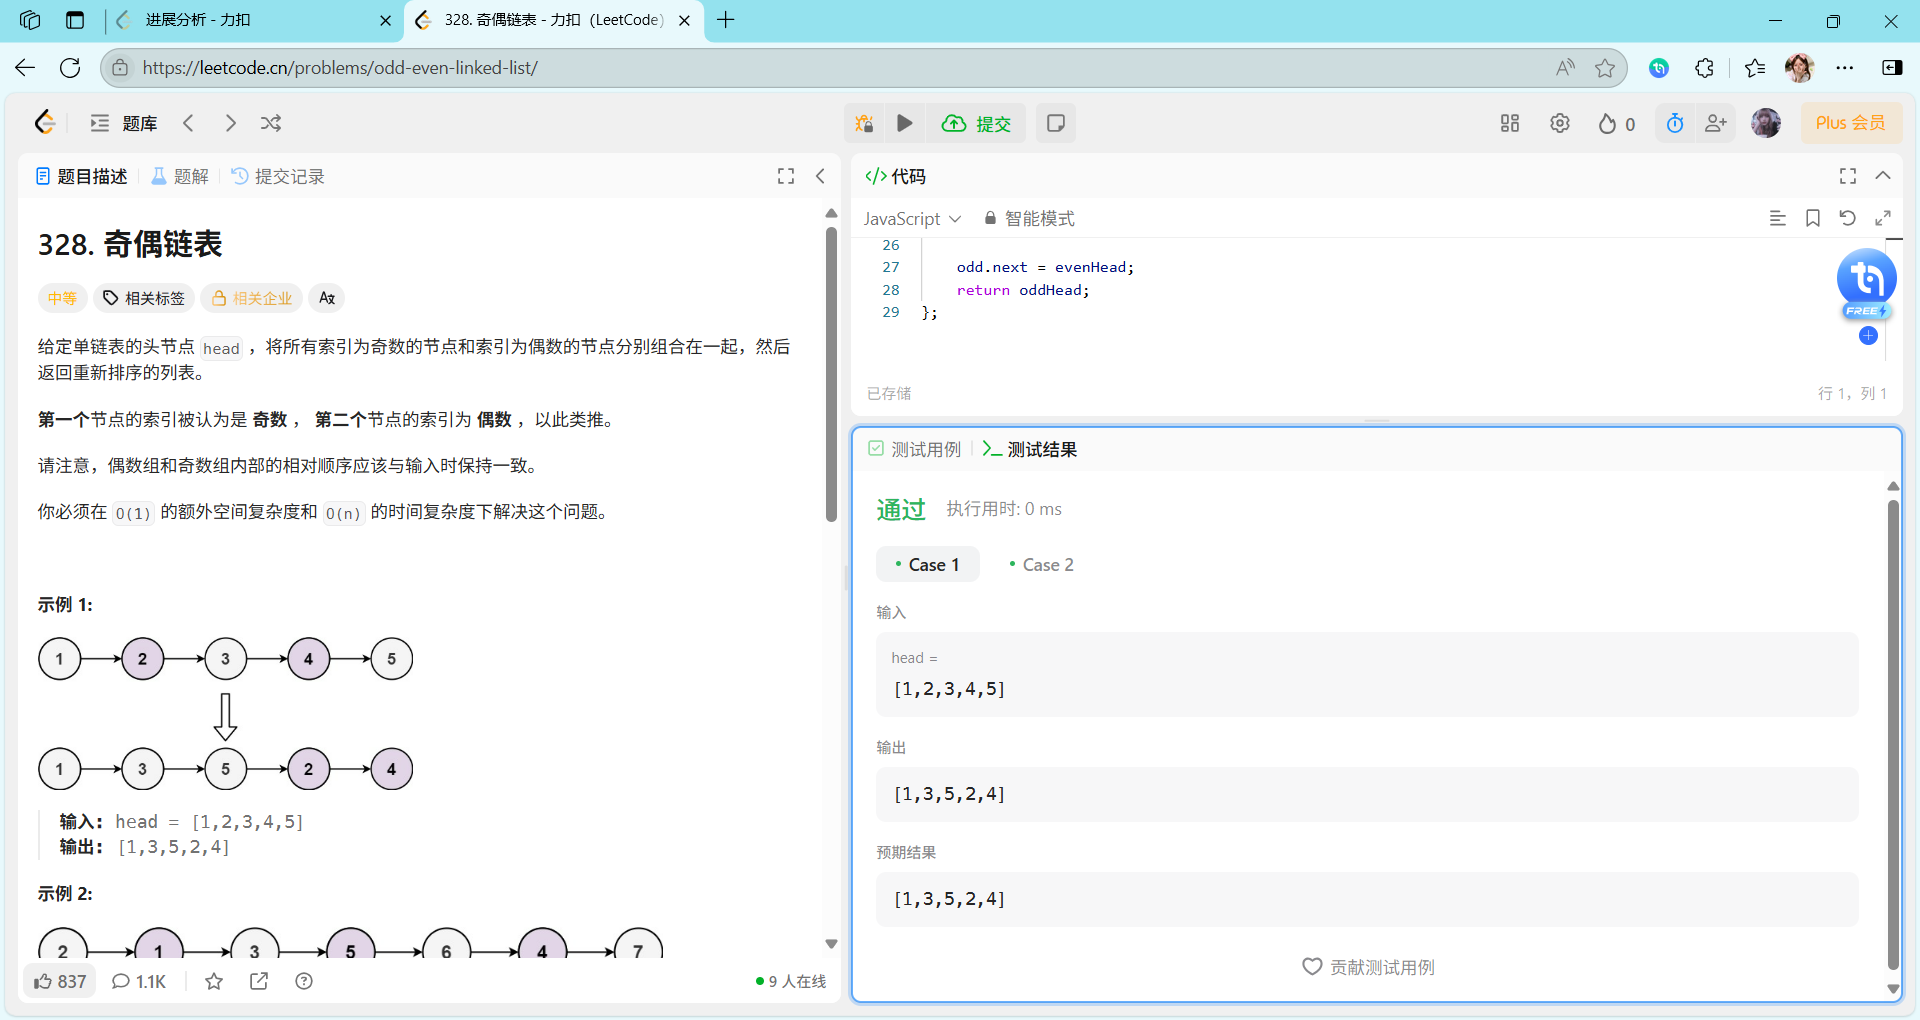 进展分析 - 力扣
328. 奇偶链表 - 力扣（LeetCode）
https://leetcode.cn/problems/odd-even-linked-list/
题库
提交
0
Plus 会员
题目描述
题解
提交记录
328. 奇偶链表
中等
相关标签
相关企业
给定单链表的头节点 head ，将所有索引为奇数的节点和索引为偶数的节点分别组合在一起，然后
返回重新排序的列表。
第一个节点的索引被认为是 奇数 ， 第二个节点的索引为 偶数 ，以此类推。
请注意，偶数组和奇数组内部的相对顺序应该与输入时保持一致。
你必须在 O(1) 的额外空间复杂度和 O(n) 的时间复杂度下解决这个问题。
示例 1:
1 2 3 4 5
1 3 5 2 4
输入: head = [1,2,3,4,5]
输出: [1,3,5,2,4]
示例 2:
2 1 3 5 6 4 7
837
1.1K
9 人在线
</> 代码
JavaScript
智能模式
26
27 odd.next = evenHead;
28 return oddHead;
29 };
FREE
已存储
行 1，列 1
测试用例
测试结果
通过
执行用时: 0 ms
Case 1
Case 2
输入
head =
[1,2,3,4,5]
输出
[1,3,5,2,4]
预期结果
[1,3,5,2,4]
贡献测试用例